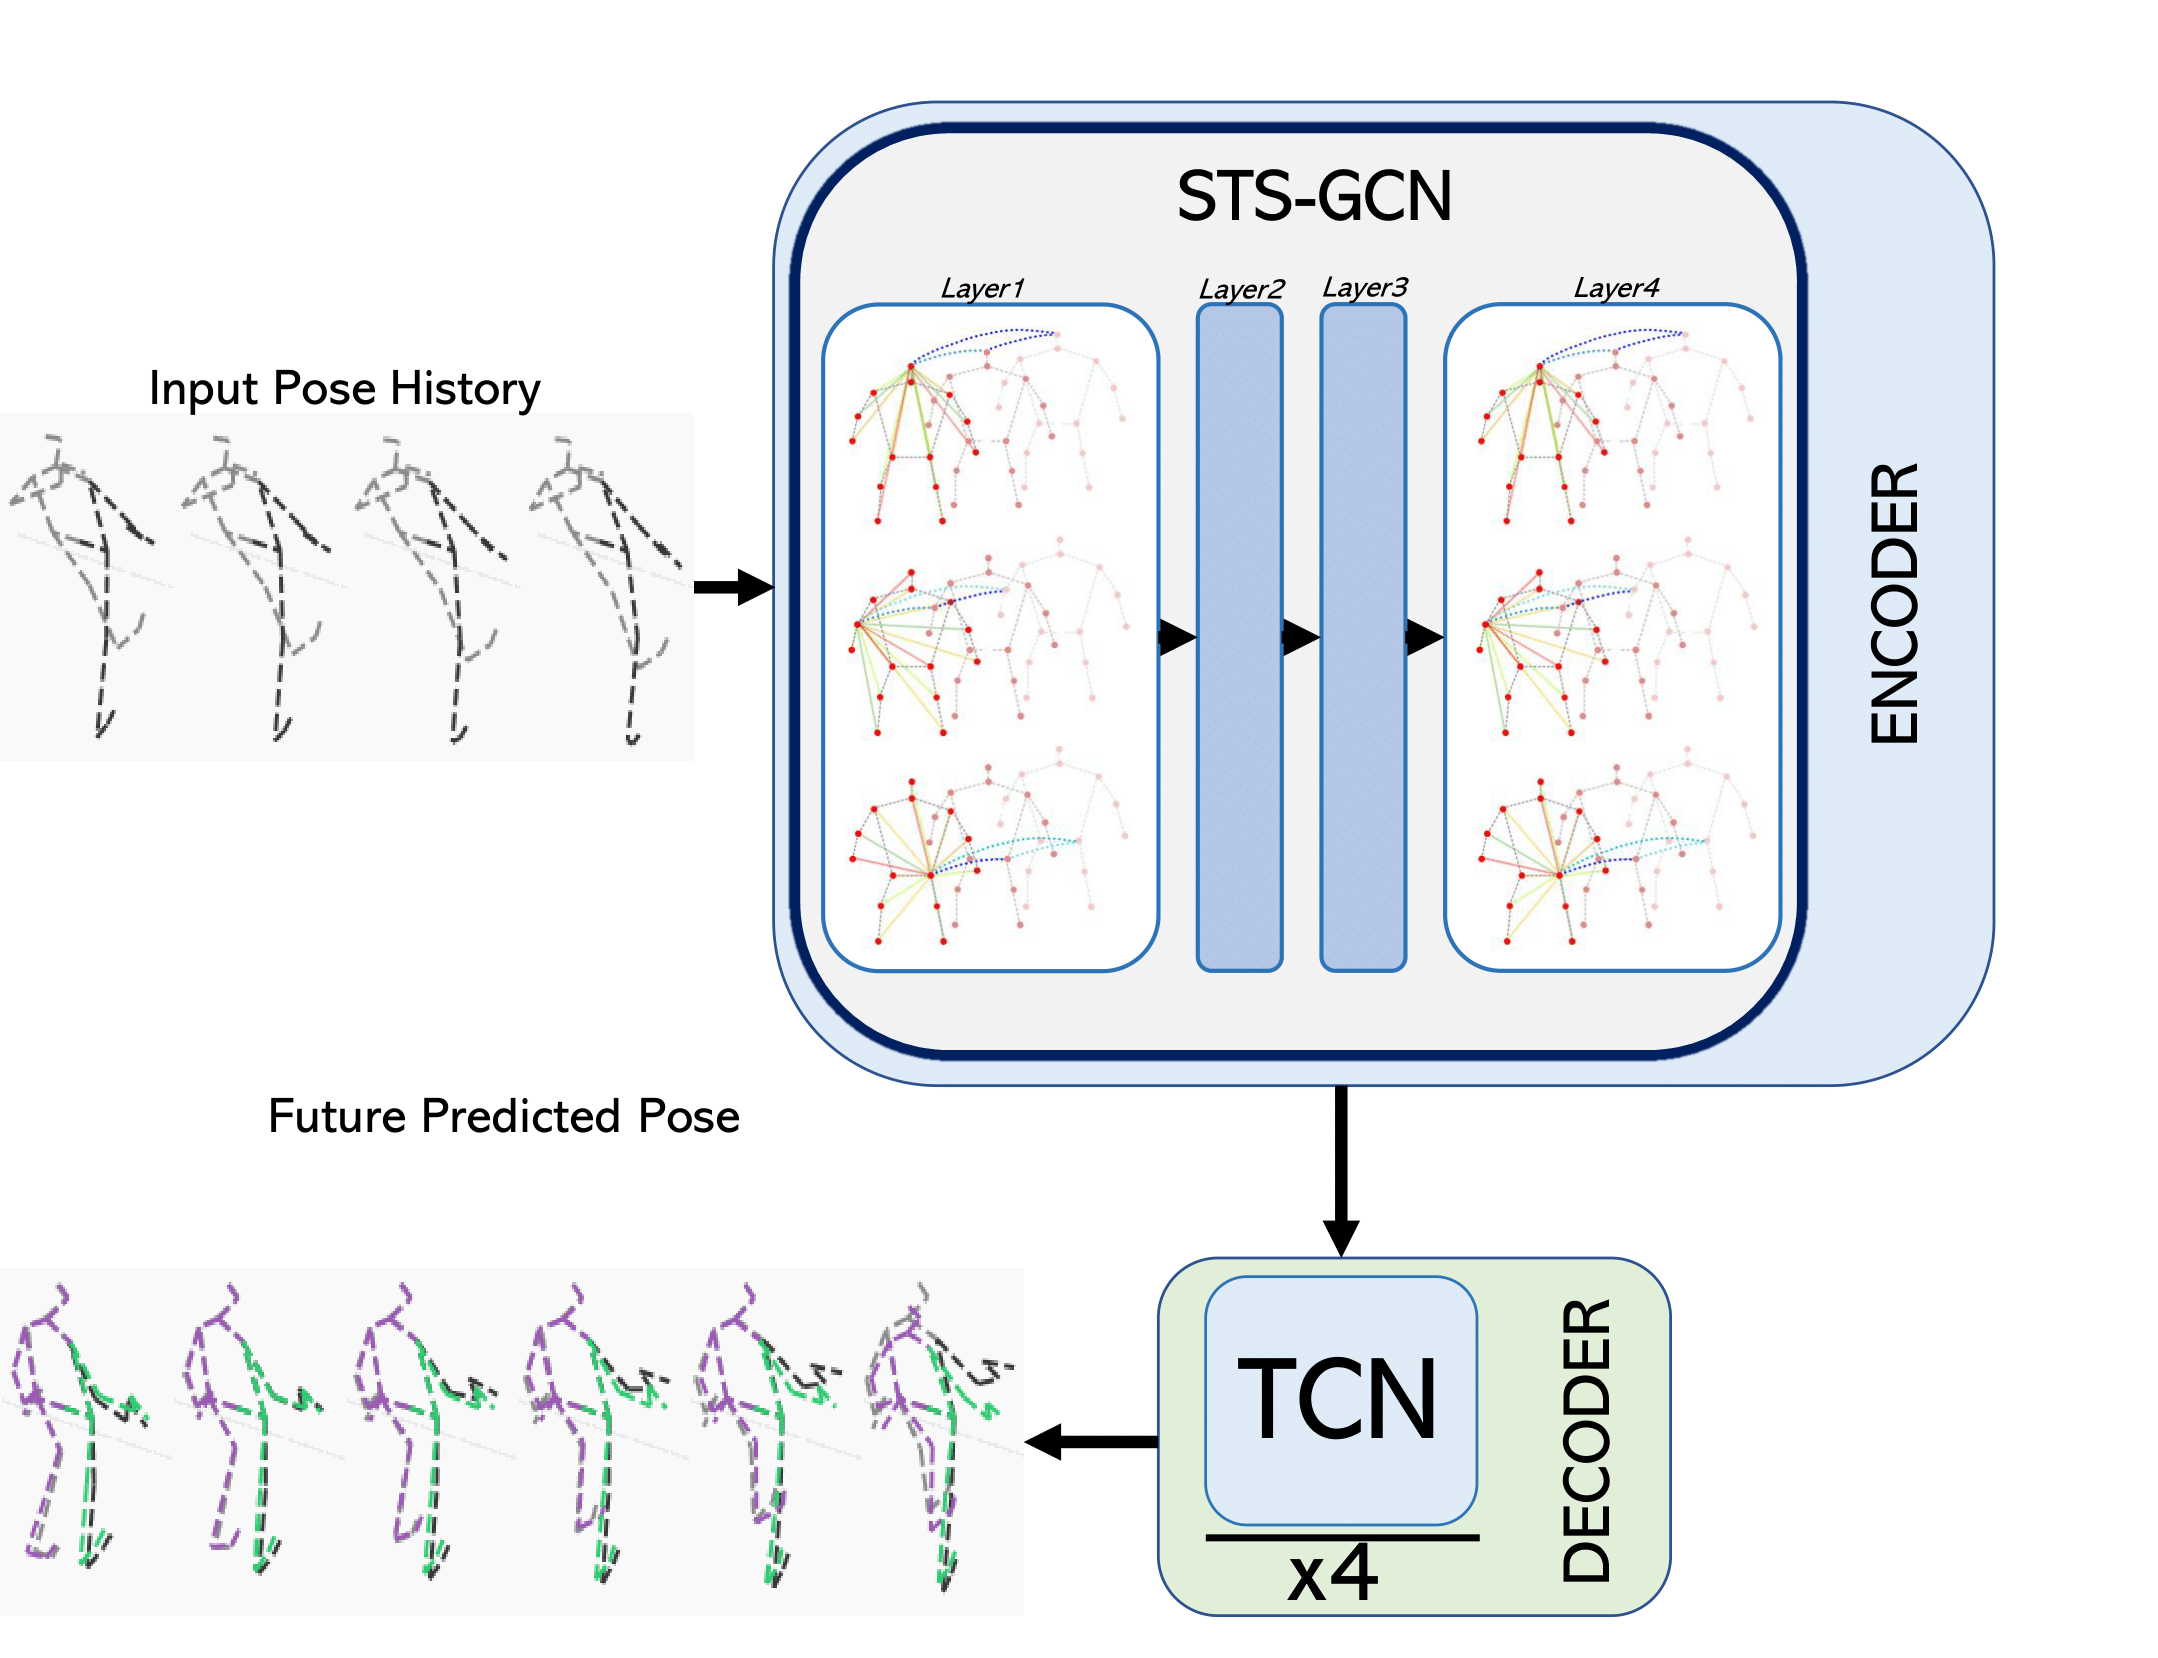 STS-GCN
Layer1
Layer2
Layer3
Layer4
Input Pose History
ENCODER
Future Predicted Pose
TCN
x4
DECODER